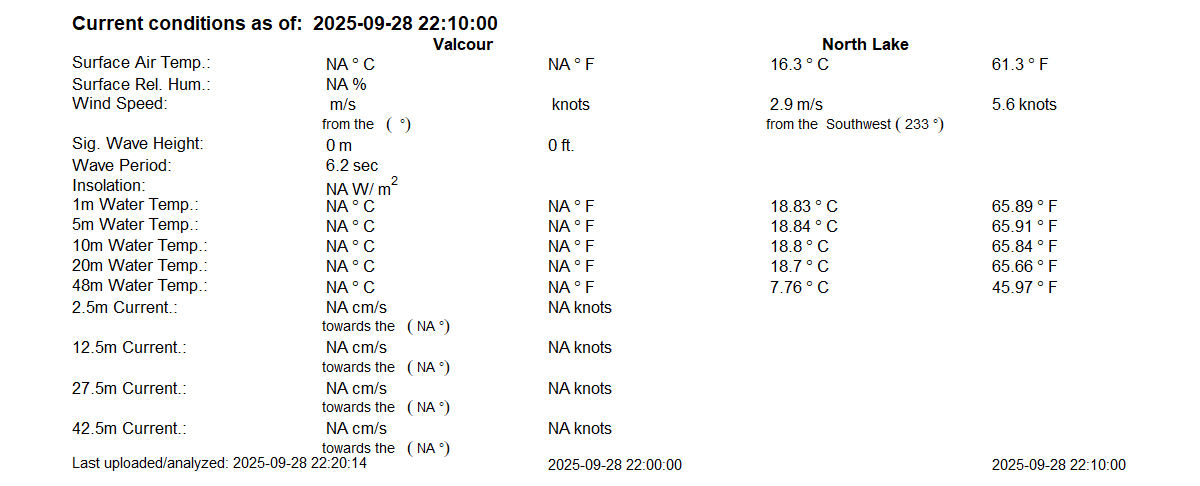 Current conditions as of: 2025-09-28 22:10:00
Valcour North Lake
Surface Air Temp.: NA ° C NA ° F 16.3 ° C 61.3 ° F
Surface Rel. Hum.: NA %
Wind Speed: m/s knots 2.9 m/s 5.6 knots
from the ( °) from the Southwest ( 233 °)
Sig. Wave Height: 0 m 0 ft.
Wave Period: 6.2 sec
Insolation: NA W/ m2
1m Water Temp.: NA ° C NA ° F 18.83 ° C 65.89 ° F
5m Water Temp.: NA ° C NA ° F 18.84 ° C 65.91 ° F
10m Water Temp.: NA ° C NA ° F 18.8 ° C 65.84 ° F
20m Water Temp.: NA ° C NA ° F 18.7 ° C 65.66 ° F
48m Water Temp.: NA ° C NA ° F 7.76 ° C 45.97 ° F
2.5m Current.: NA cm/s NA knots
towards the ( NA °)
12.5m Current.: NA cm/s NA knots
towards the ( NA °)
27.5m Current.: NA cm/s NA knots
towards the ( NA °)
42.5m Current.: NA cm/s NA knots
towards the ( NA °)
Last uploaded/analyzed: 2025-09-28 22:20:14 2025-09-28 22:00:00 2025-09-28 22:10:00